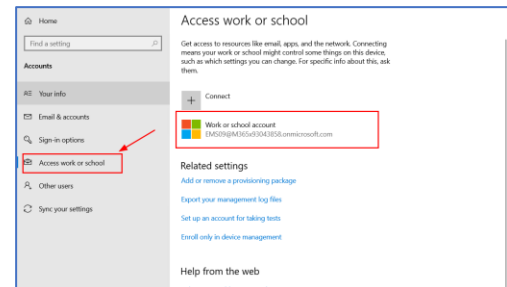 Home
Find a setting
Accounts
Your info
Email & accounts
Sign-in options
Access work or school
Other users
Sync your settings
Access work or school
Get access to resources like email, apps, and the network. Connecting
means your work or school might control some things on this device,
such as which settings you can change. For specific info about this, ask
them.
Connect
Work or school account
EMS09@M365x93043858.onmicrosoft.com
Related settings
Add or remove a provisioning package
Export your management log files
Set up an account for taking tests
Enroll only in device management
Help from the web